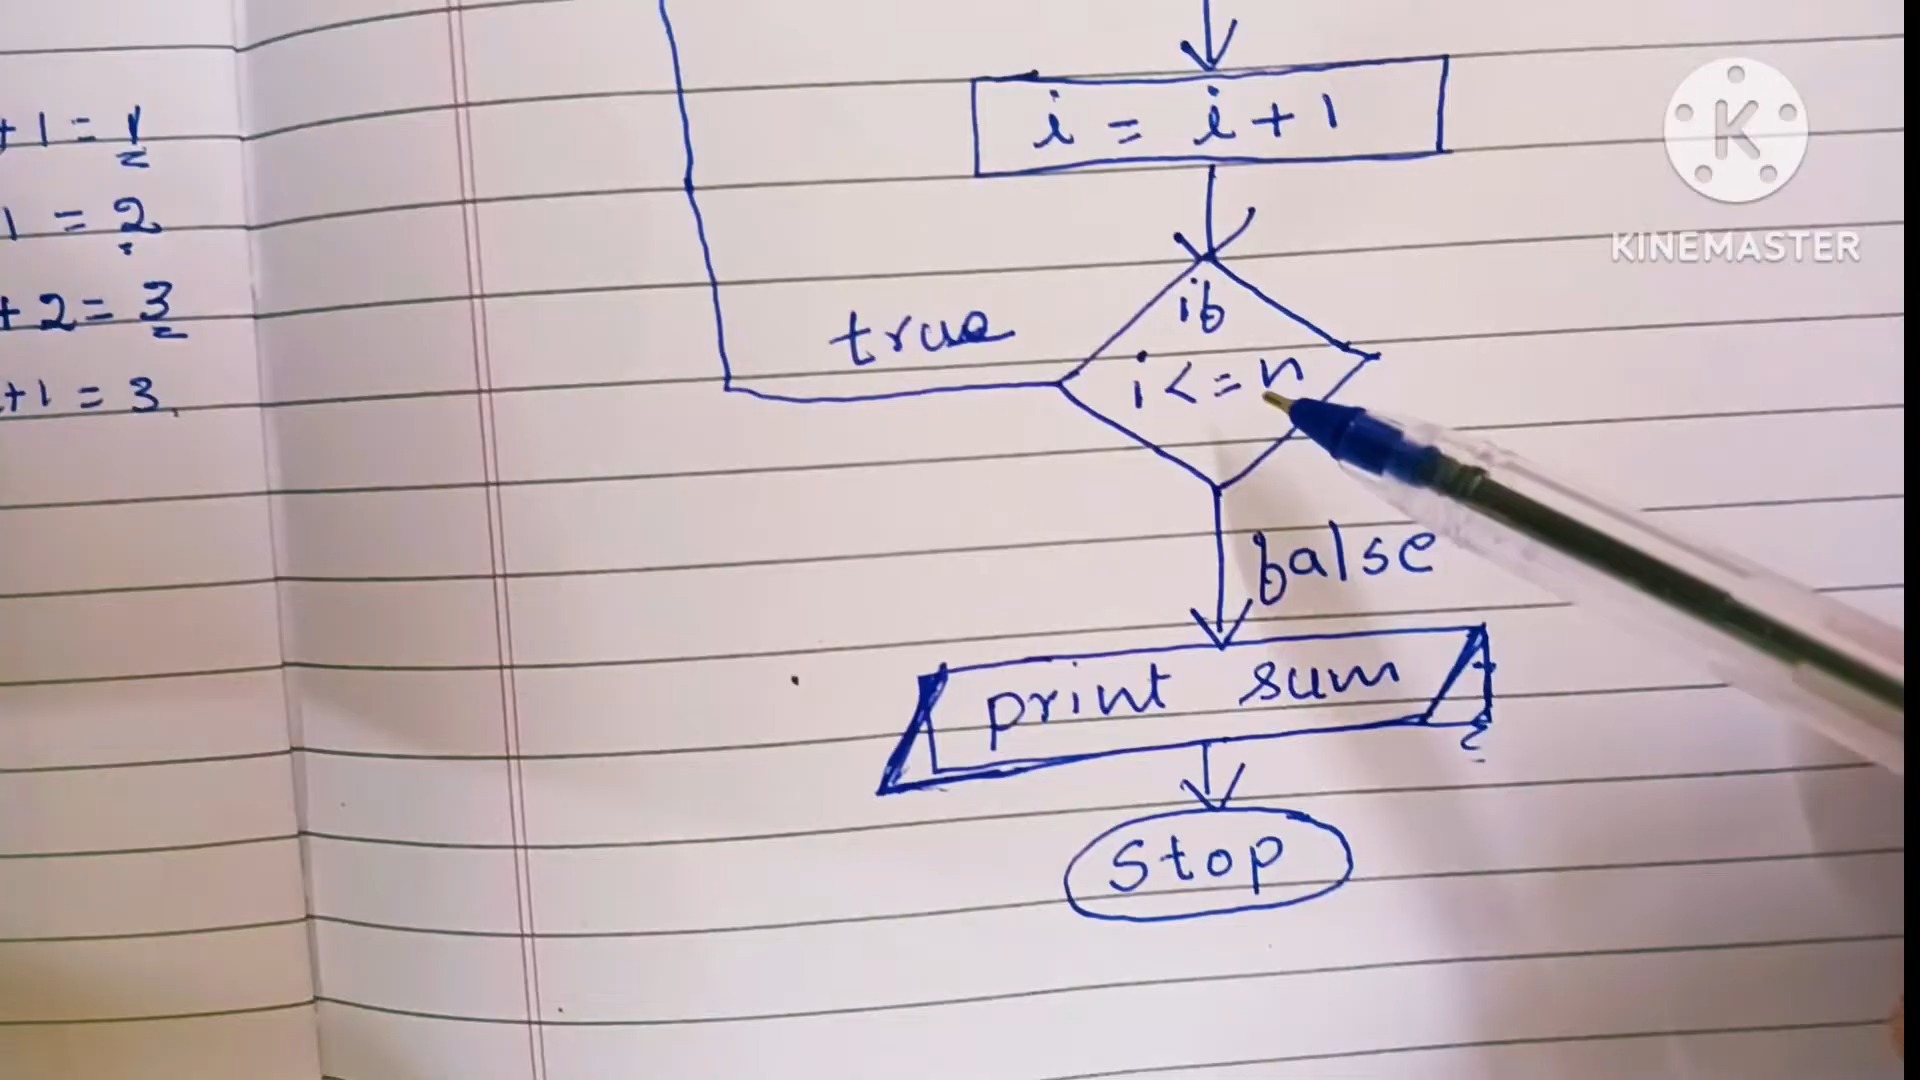 +1 = 1
1 = 2
+ 2 = 3
+1 = 3
i = i + 1
if
i <= n
true
false
print sum
Stop
K
KINEMASTER